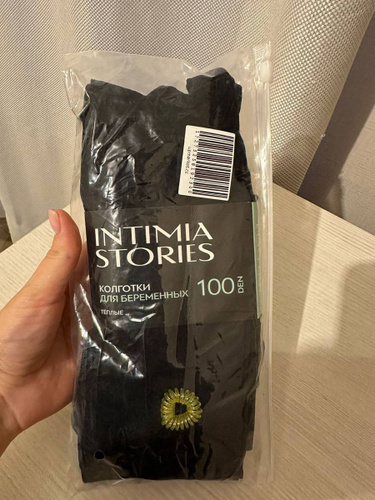 INTIMIA
STORIES
КОЛГОТКИ
ДЛЯ БЕРЕМЕННЫХ
100
DEN
ТЕПЛЫЕ